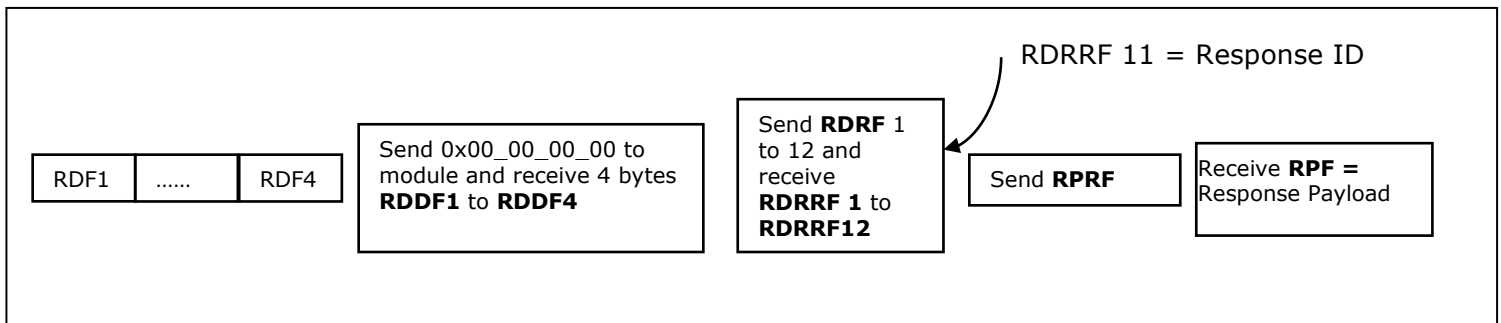 RDRRF 11 = Response ID
RDF1
......
RDF4
Send 0x00_00_00_00 to
module and receive 4 bytes
RDDF1 to RDDF4
Send RDRF 1
to 12 and
receive
RDRRF 1 to
RDRRF12
Send RPRF
Receive RPF =
Response Payload